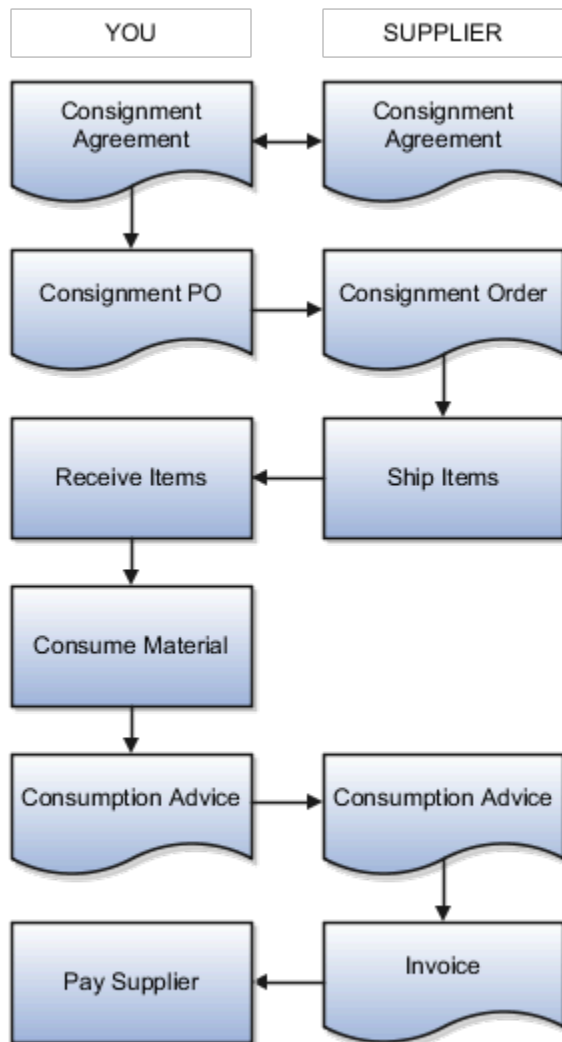 YOU
SUPPLIER
Consignment
Agreement
Consignment
Agreement
Consignment PO
Consignment Order
Receive Items
Ship Items
Consume Material
Consumption Advice
Consumption Advice
Pay Supplier
Invoice